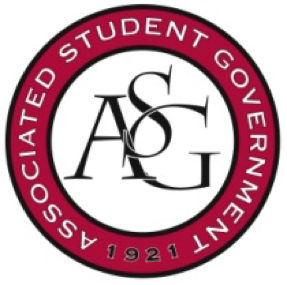 ASSOCIATED STUDENT GOVERNMENT
ASG
1921